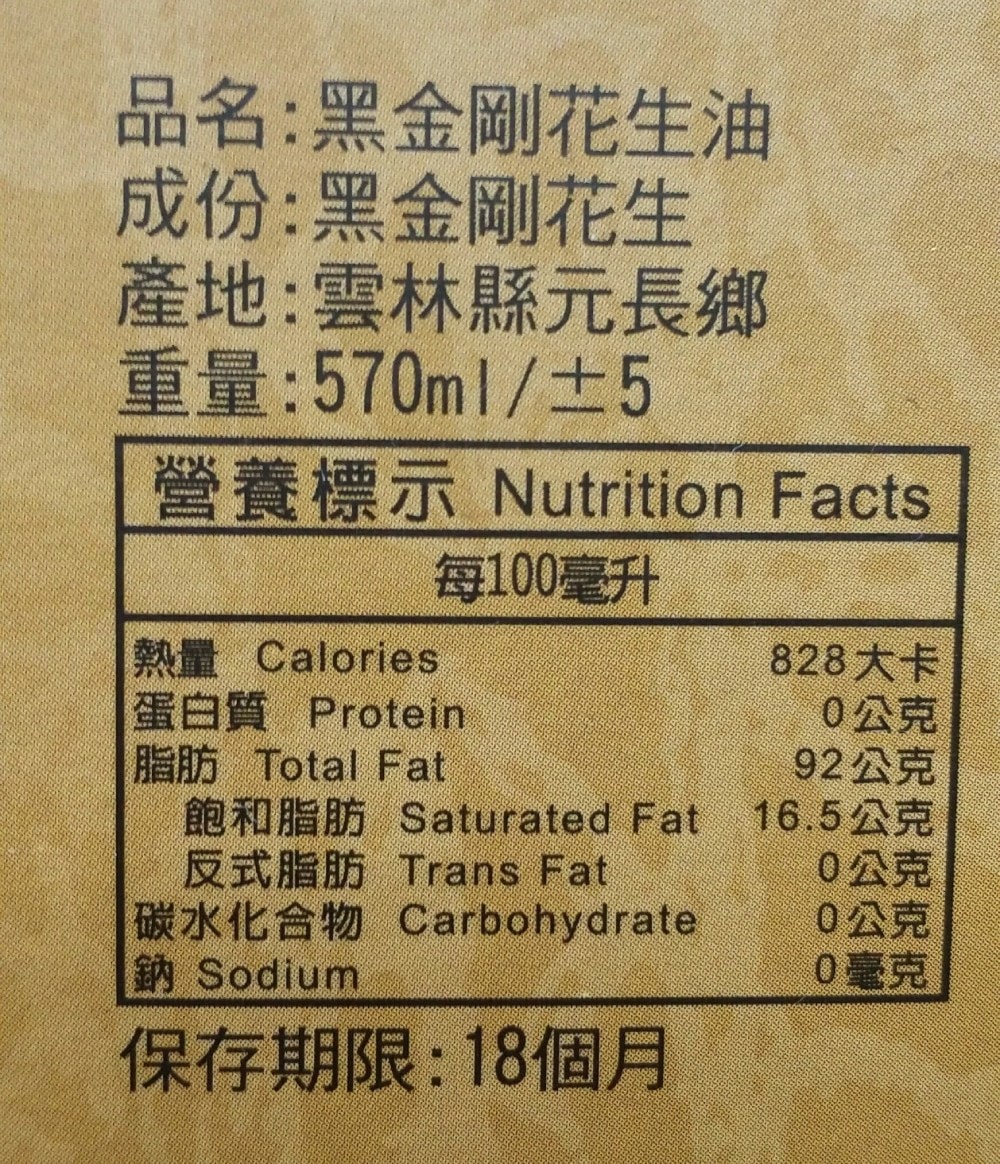 品名:黑金剛花生油
成份:黑金剛花生
產地:雲林縣元長鄉
重量:570ml/±5
營養標示 Nutrition Facts
每100毫升
熱量 Calories 828大卡
蛋白質 Protein 0公克
脂肪 Total Fat 92公克
飽和脂肪 Saturated Fat 16.5公克
反式脂肪 Trans Fat 0公克
碳水化合物 Carbohydrate 0公克
鈉 Sodium 0毫克
保存期限:18個月